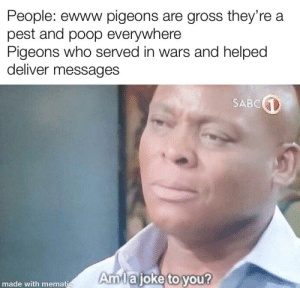 People: ewww pigeons are gross they're a
pest and poop everywhere
Pigeons who served in wars and helped
deliver messages
SABC 1
Am I a joke to you?
made with mematic